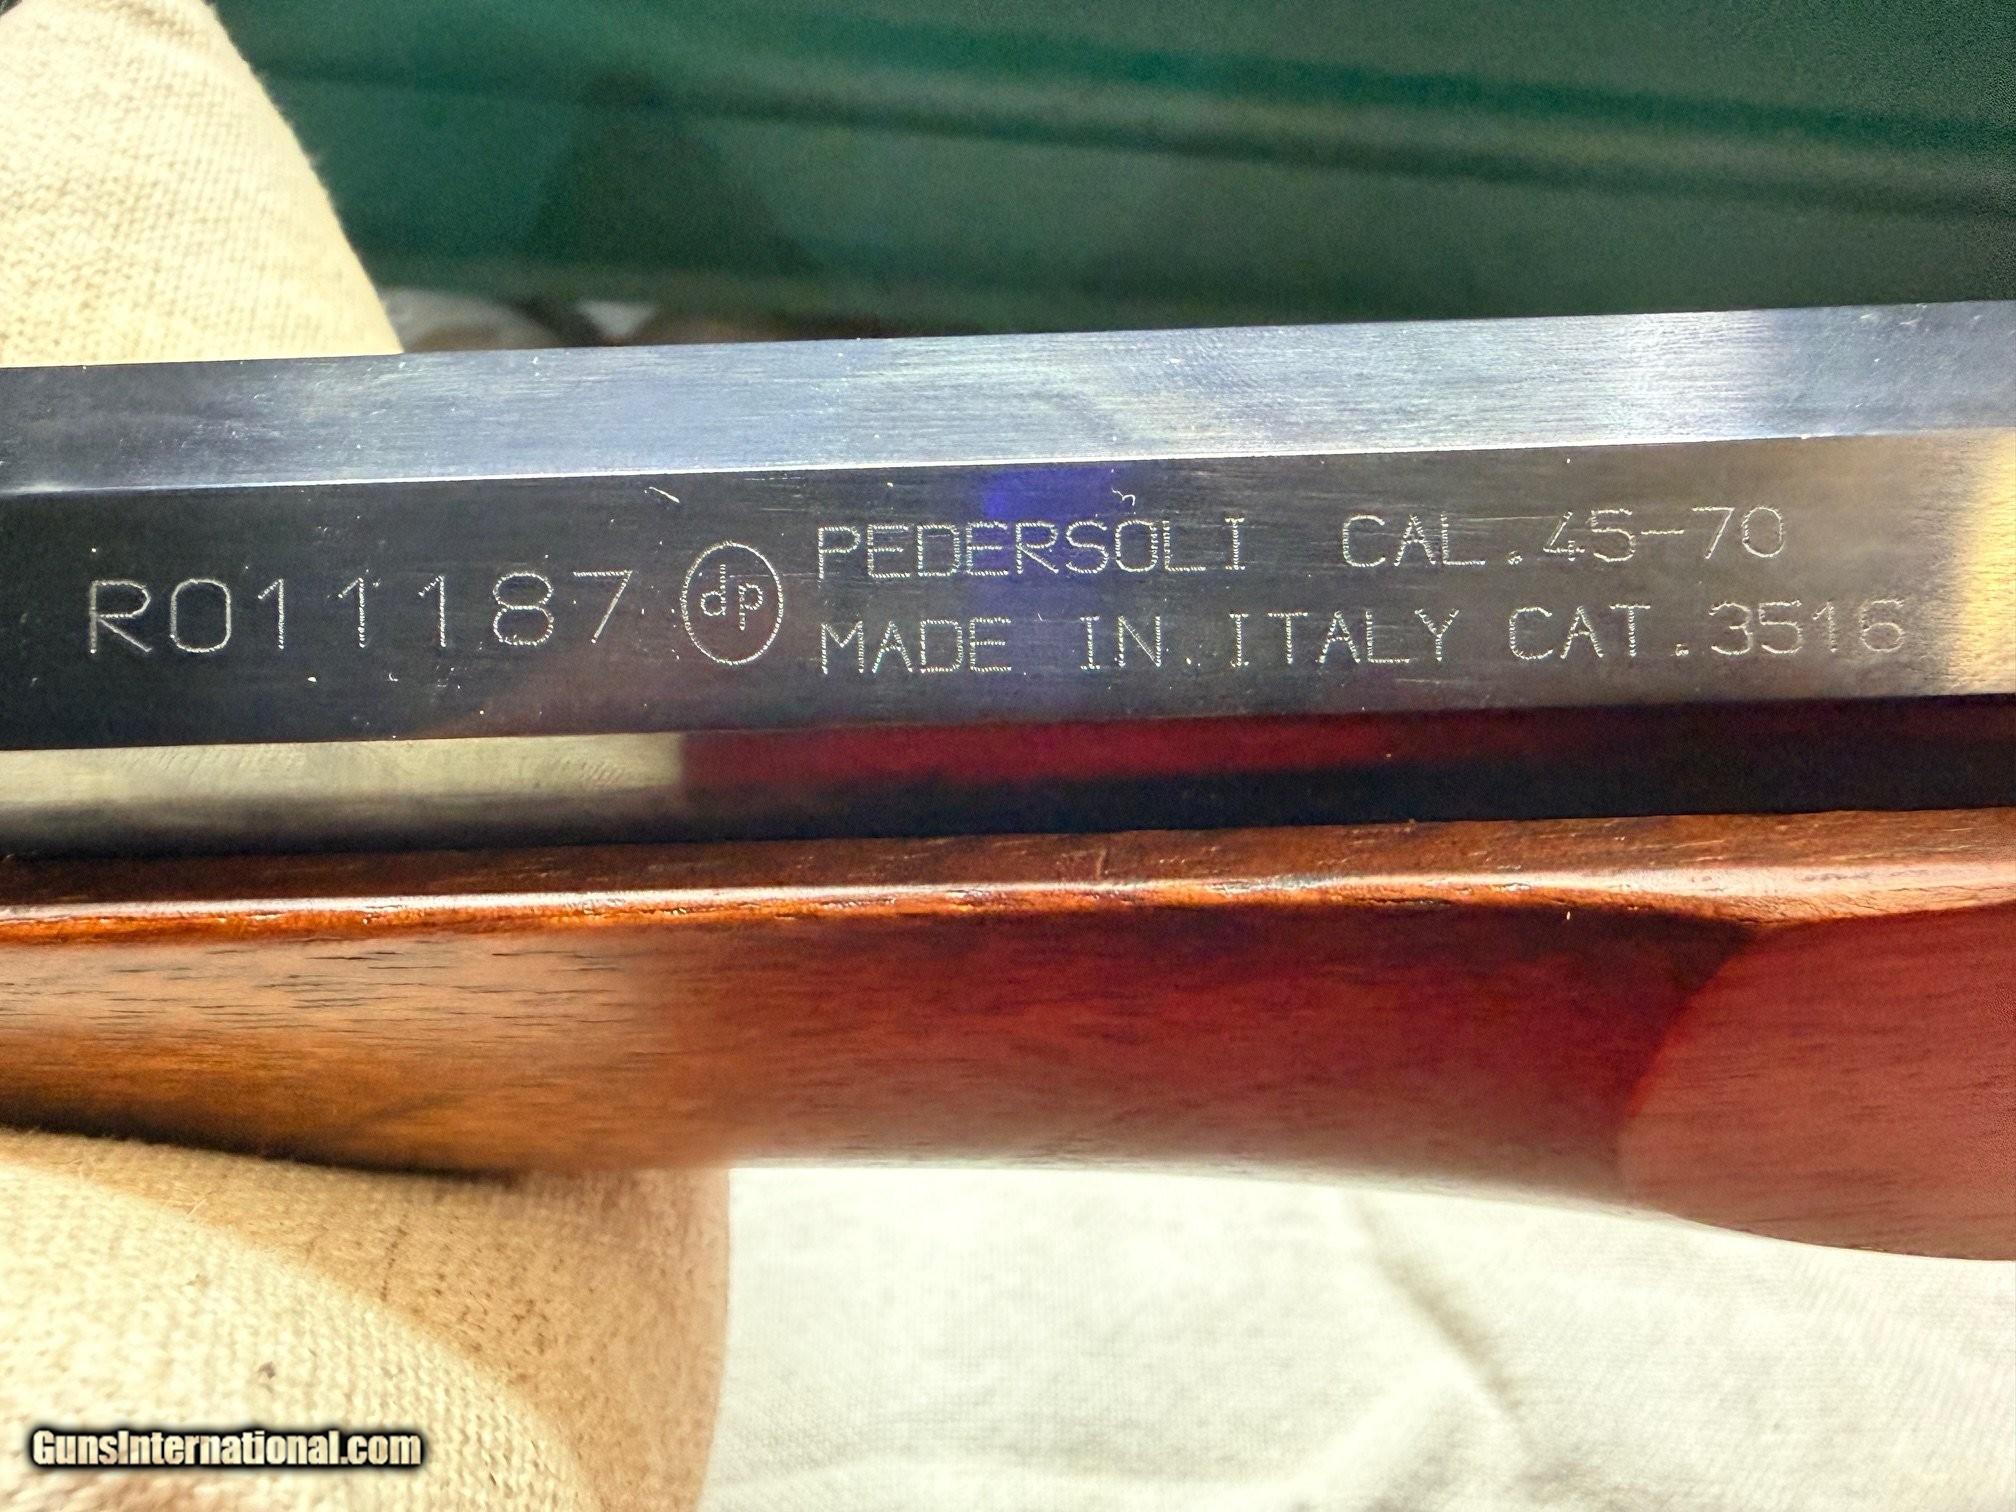 R011187 dp PEDERSOLI CAL.45-70
MADE IN ITALY CAT.3516
GunsInternational.com